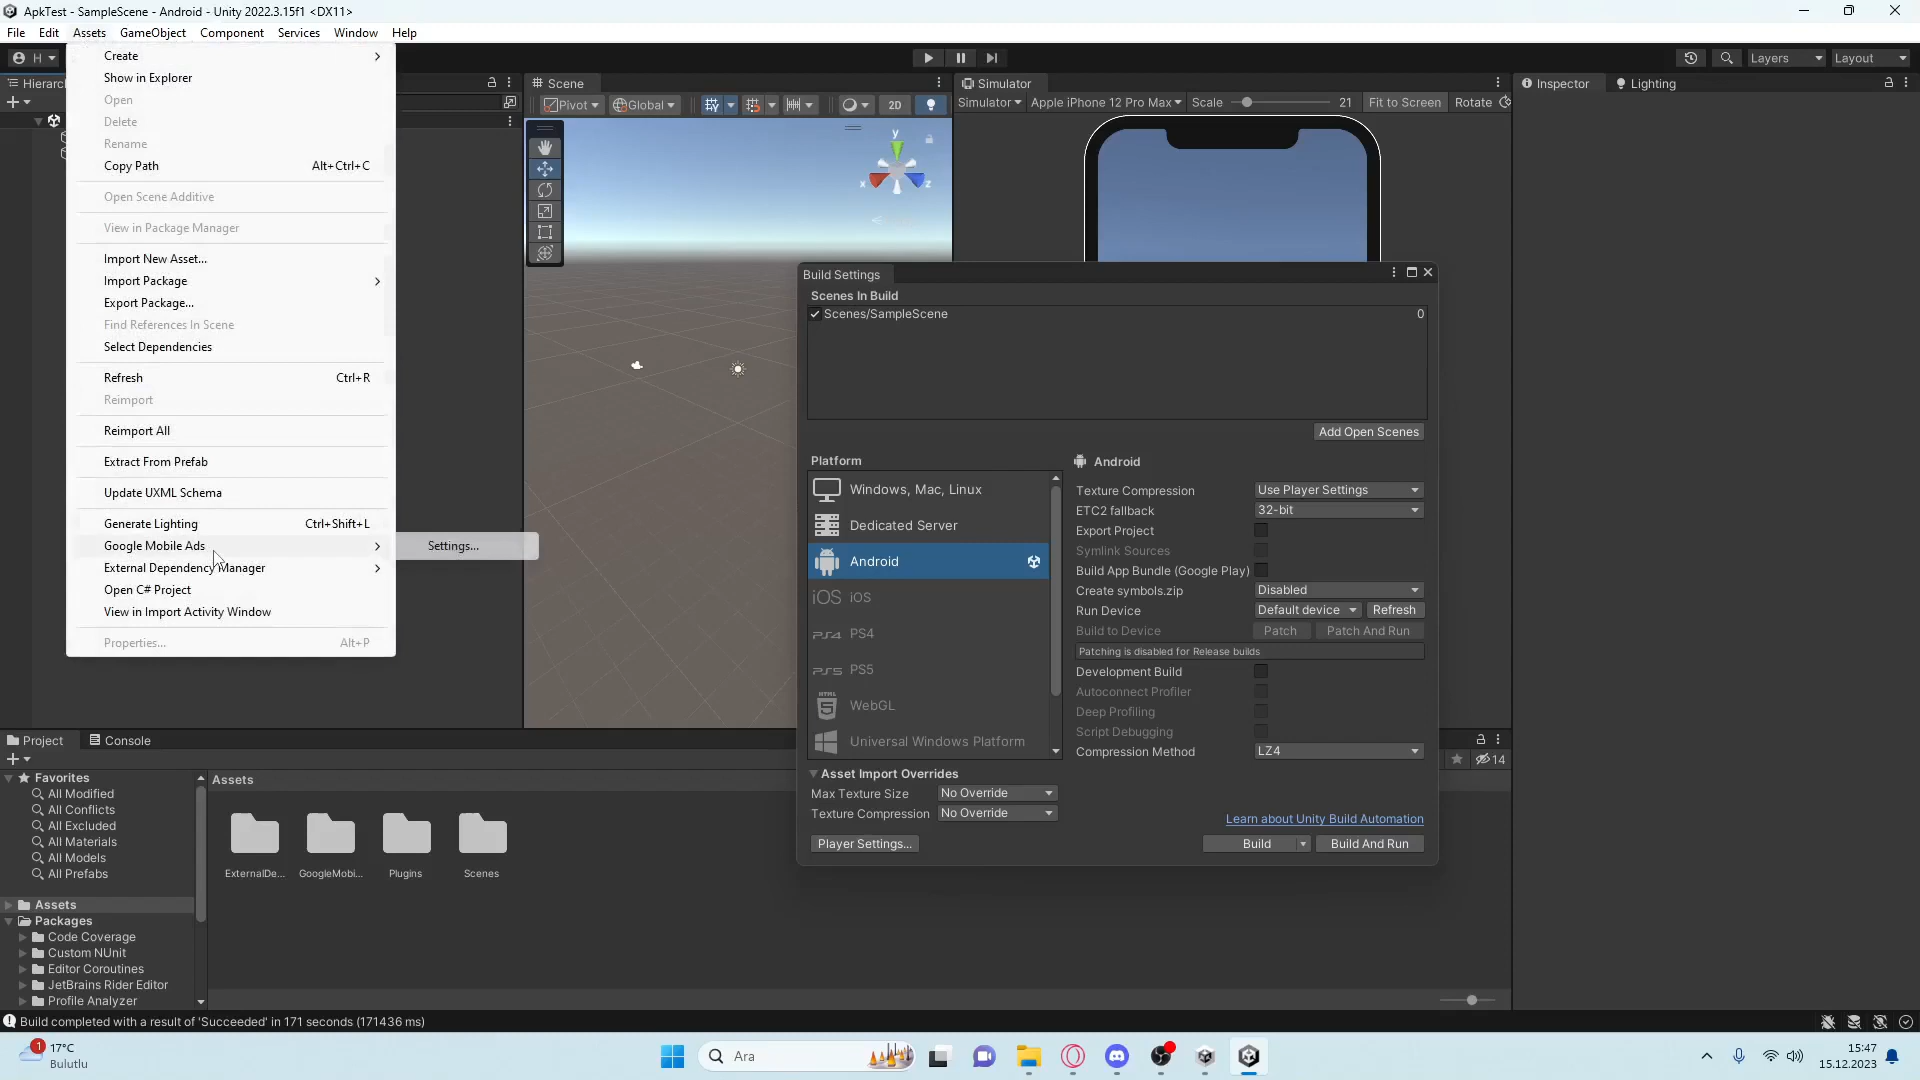 ApkTest - SampleScene - Android - Unity 2022.3.15f1 <DX11>
File Edit Assets GameObject Component Services Window Help
H
Layers
Layout
Create
Show in Explorer
Open
Delete
Rename
Copy Path Alt+Ctrl+C
Open Scene Additive
View in Package Manager
Import New Asset...
Import Package
Export Package...
Find References In Scene
Select Dependencies
Refresh Ctrl+R
Reimport
Reimport All
Extract From Prefab
Update UXML Schema
Generate Lighting Ctrl+Shift+L
Google Mobile Ads
Settings...
External Dependency Manager
Open C# Project
View in Import Activity Window
Properties... Alt+P
Scene
Pivot Global 2D
y
x z
Simulator
Simulator Apple iPhone 12 Pro Max Scale 21 Fit to Screen Rotate
Inspector Lighting
Build Settings
Scenes In Build
Scenes/SampleScene 0
Add Open Scenes
Platform
Windows, Mac, Linux
Dedicated Server
Android
iOS iOS
PS4 PS4
PS5 PS5
HTML WebGL
Universal Windows Platform
Android
Texture Compression Use Player Settings
ETC2 fallback 32-bit
Export Project
Symlink Sources
Build App Bundle (Google Play)
Create symbols.zip Disabled
Run Device Default device Refresh
Build to Device Patch Patch And Run
Patching is disabled for Release builds
Development Build
Autoconnect Profiler
Deep Profiling
Script Debugging
Compression Method LZ4
Asset Import Overrides
Max Texture Size No Override
Texture Compression No Override
Learn about Unity Build Automation
Player Settings... Build Build And Run
Project Console
14
Favorites
All Modified
All Conflicts
All Excluded
All Materials
All Models
All Prefabs
Assets
Packages
Code Coverage
Custom NUnit
Editor Coroutines
JetBrains Rider Editor
Profile Analyzer
Assets
ExternalDe... GoogleMobi... Plugins Scenes
Build completed with a result of 'Succeeded' in 171 seconds (171436 ms)
1
17°C
Bulutlu
Ara
15:47
15.12.2023